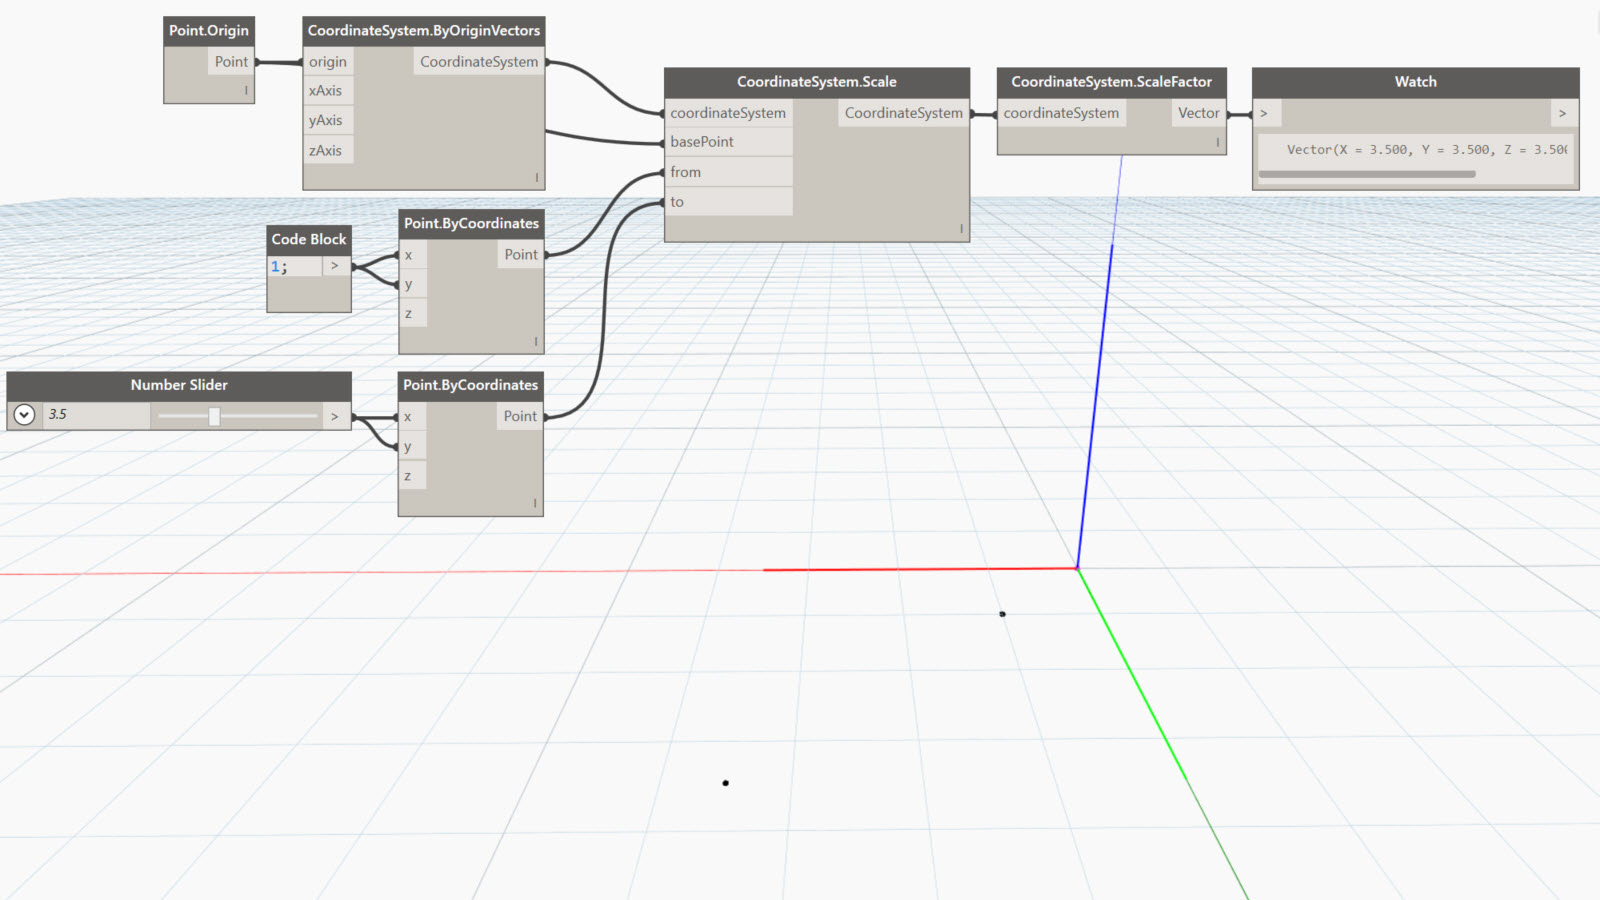 Point.Origin
Point
CoordinateSystem.ByOriginVectors
origin
CoordinateSystem
xAxis
yAxis
zAxis
CoordinateSystem.Scale
coordinateSystem
CoordinateSystem
basePoint
from
to
CoordinateSystem.ScaleFactor
coordinateSystem
Vector
Watch
>
>
Vector(X = 3.500, Y = 3.500, Z = 3.500
Code Block
1;
>
Point.ByCoordinates
x
Point
y
z
Number Slider
3.5
>
Point.ByCoordinates
x
Point
y
z